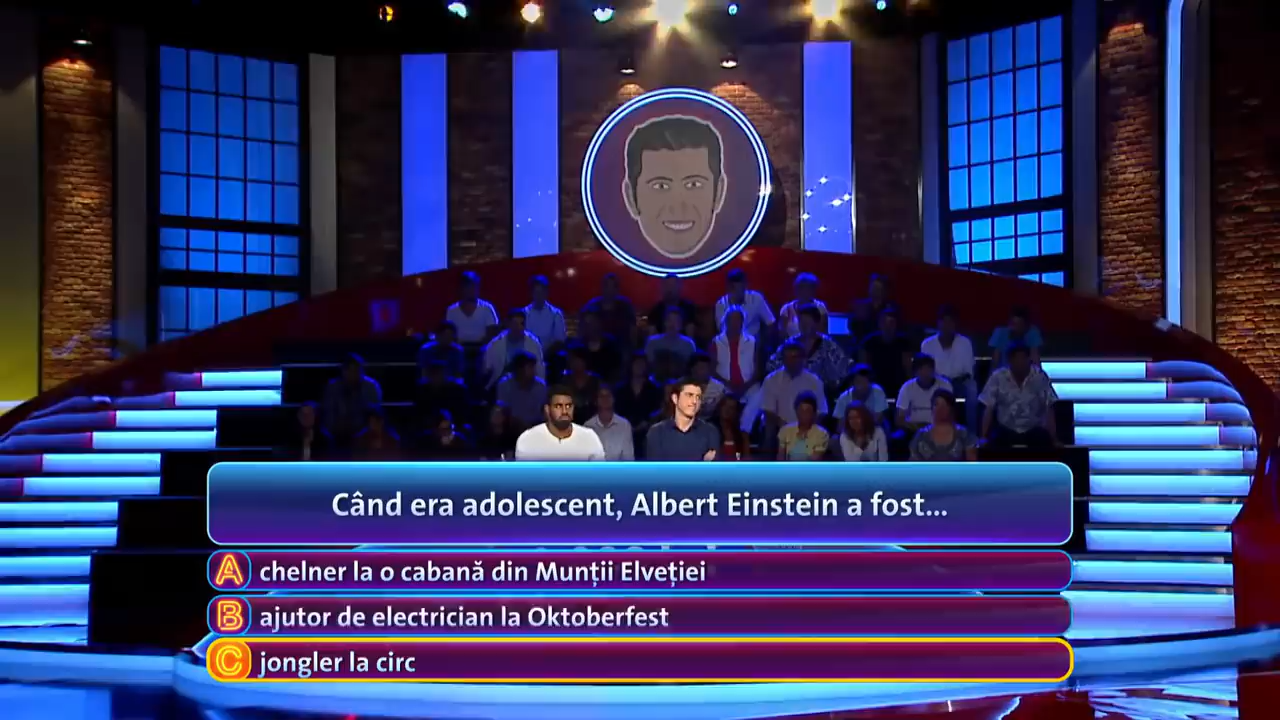 Când era adolescent, Albert Einstein a fost...
A chelner la o cabană din Munții Elveției
B ajutor de electrician la Oktoberfest
C jongler la circ